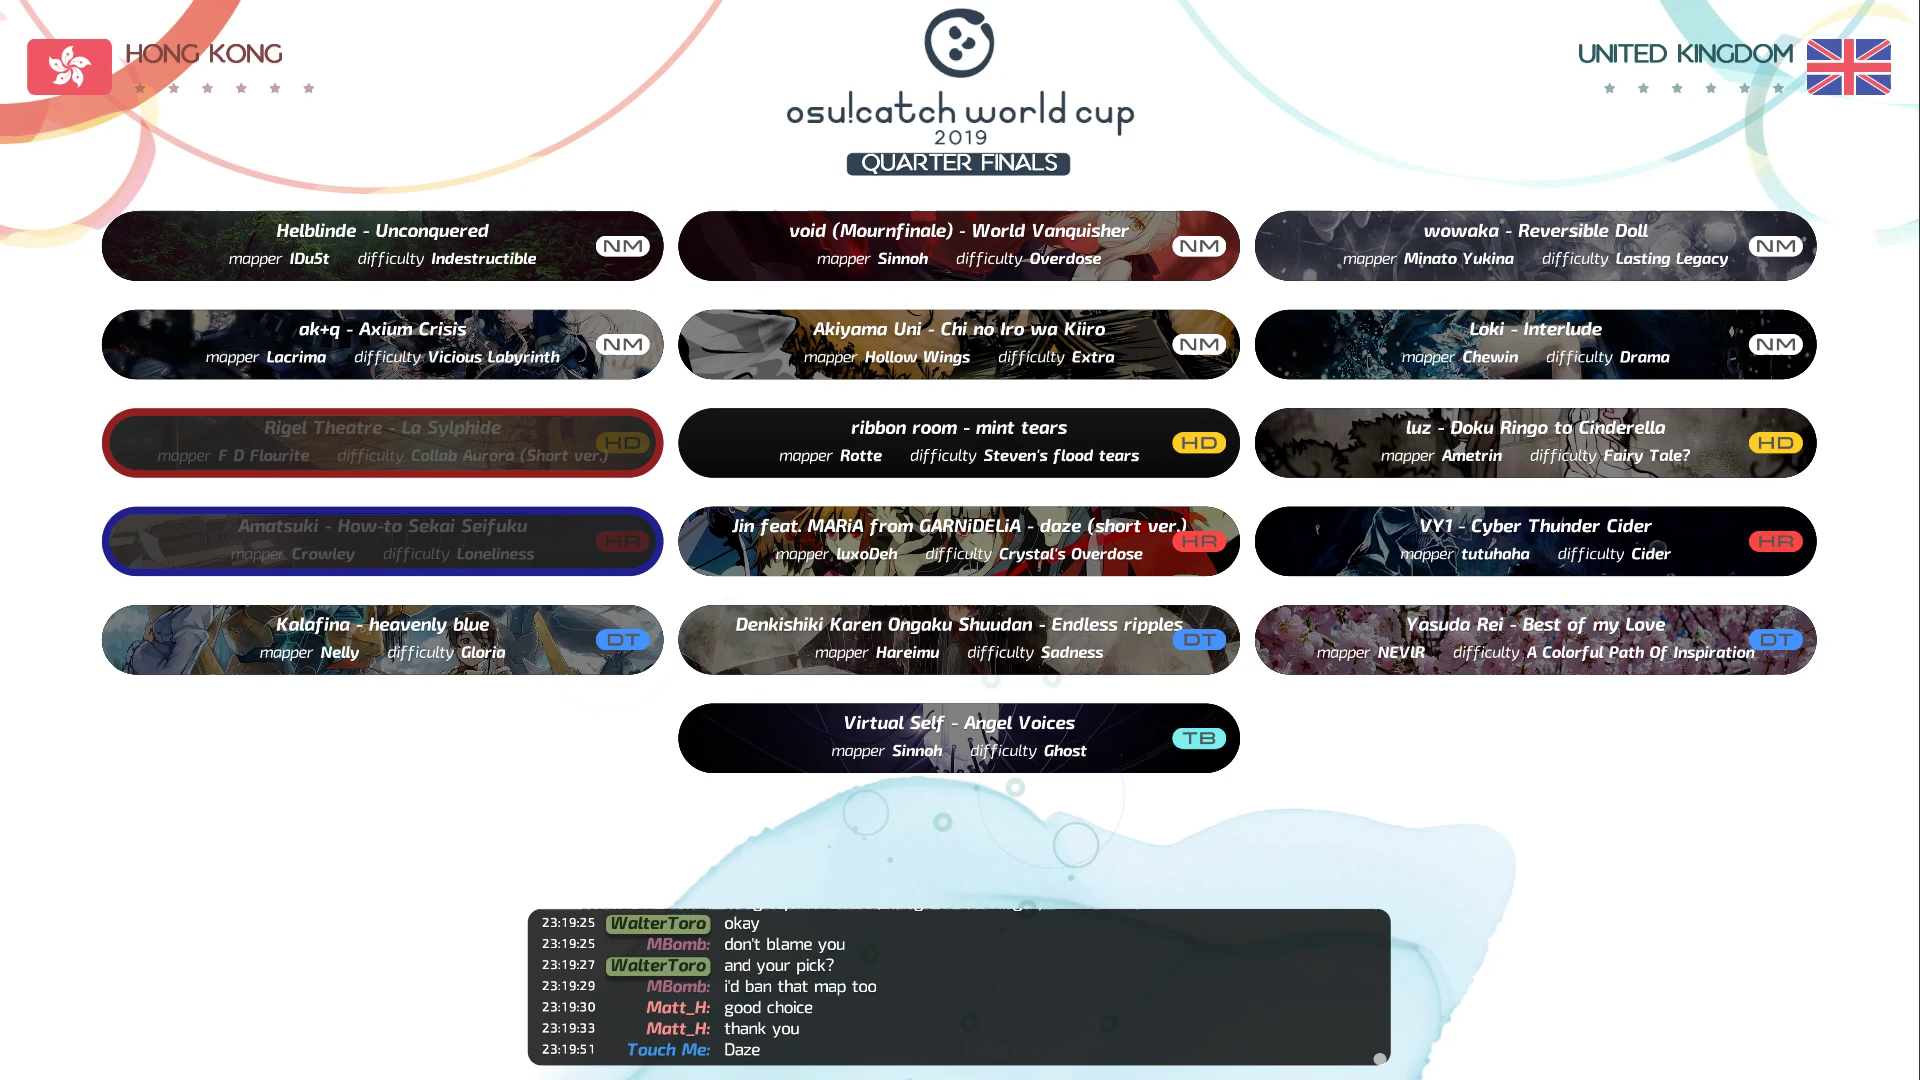 HONG KONG
UNITED KINGDOM
osu!catch world cup
2019
QUARTER FINALS
Helblinde - Unconquered
mapper IDu5t difficulty Indestructible
NM
void (Mournfinale) - World Vanquisher
mapper Sinnoh difficulty Overdose
NM
wowaka - Reversible Doll
mapper Minato Yukina difficulty Lasting Legacy
NM
ak+q - Axium Crisis
mapper Lacrima difficulty Vicious Labyrinth
NM
Akiyama Uni - Chi no Iro wa Kiiro
mapper Hollow Wings difficulty Extra
NM
Loki - Interlude
mapper Chewin difficulty Drama
NM
Rigel Theatre - La Sylphide
mapper F D Flourite difficulty Collab Aurora (Short ver.)
HD
ribbon room - mint tears
mapper Rotte difficulty Steven's flood tears
HD
luz - Doku Ringo to Cinderella
mapper Ametrin difficulty Fairy Tale?
HD
Amatsuki - How-to Sekai Seifuku
mapper Crowley difficulty Loneliness
HR
Jin feat. MARiA from GARNiDELiA - daze (short ver.)
mapper luxoDeh difficulty Crystal's Overdose
HR
VY1 - Cyber Thunder Cider
mapper tutuhaha difficulty Cider
HR
Kalafina - heavenly blue
mapper Nelly difficulty Gloria
DT
Denkishiki Karen Ongaku Shuudan - Endless ripples
mapper Hareimu difficulty Sadness
DT
Yasuda Rei - Best of my Love
mapper NEVIR difficulty A Colorful Path Of Inspiration
DT
Virtual Self - Angel Voices
mapper Sinnoh difficulty Ghost
TB
23:19:25 WalterToro okay
23:19:25 MBomb: don't blame you
23:19:27 WalterToro and your pick?
23:19:29 MBomb: i'd ban that map too
23:19:30 Matt_H: good choice
23:19:33 Matt_H: thank you
23:19:51 Touch Me: Daze